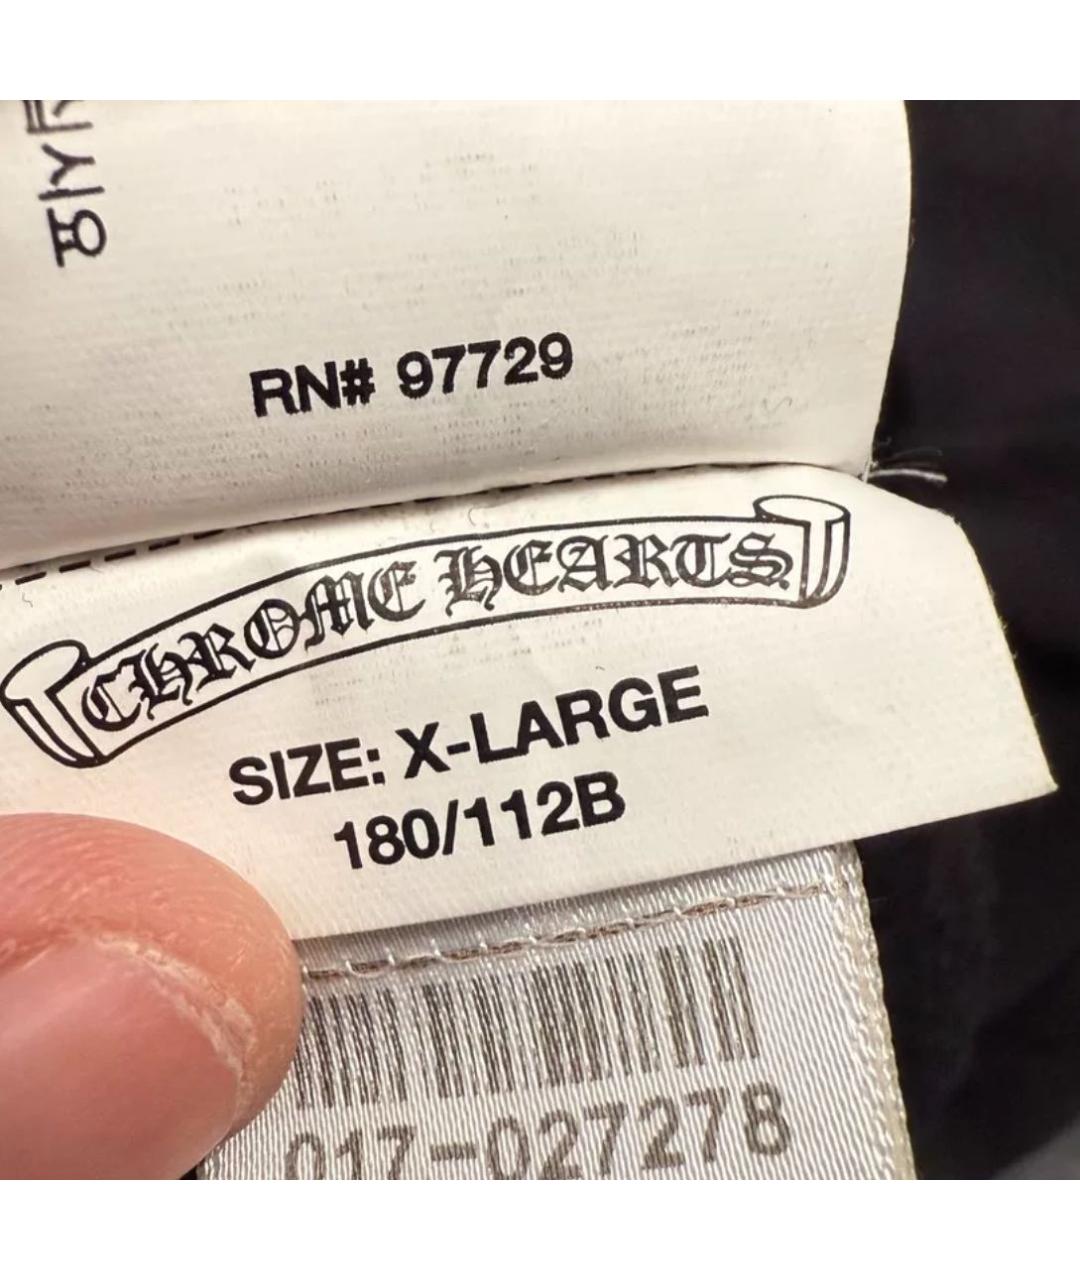 RN# 97729
CHROME HEARTS
SIZE: X-LARGE
180/112B
017-027278